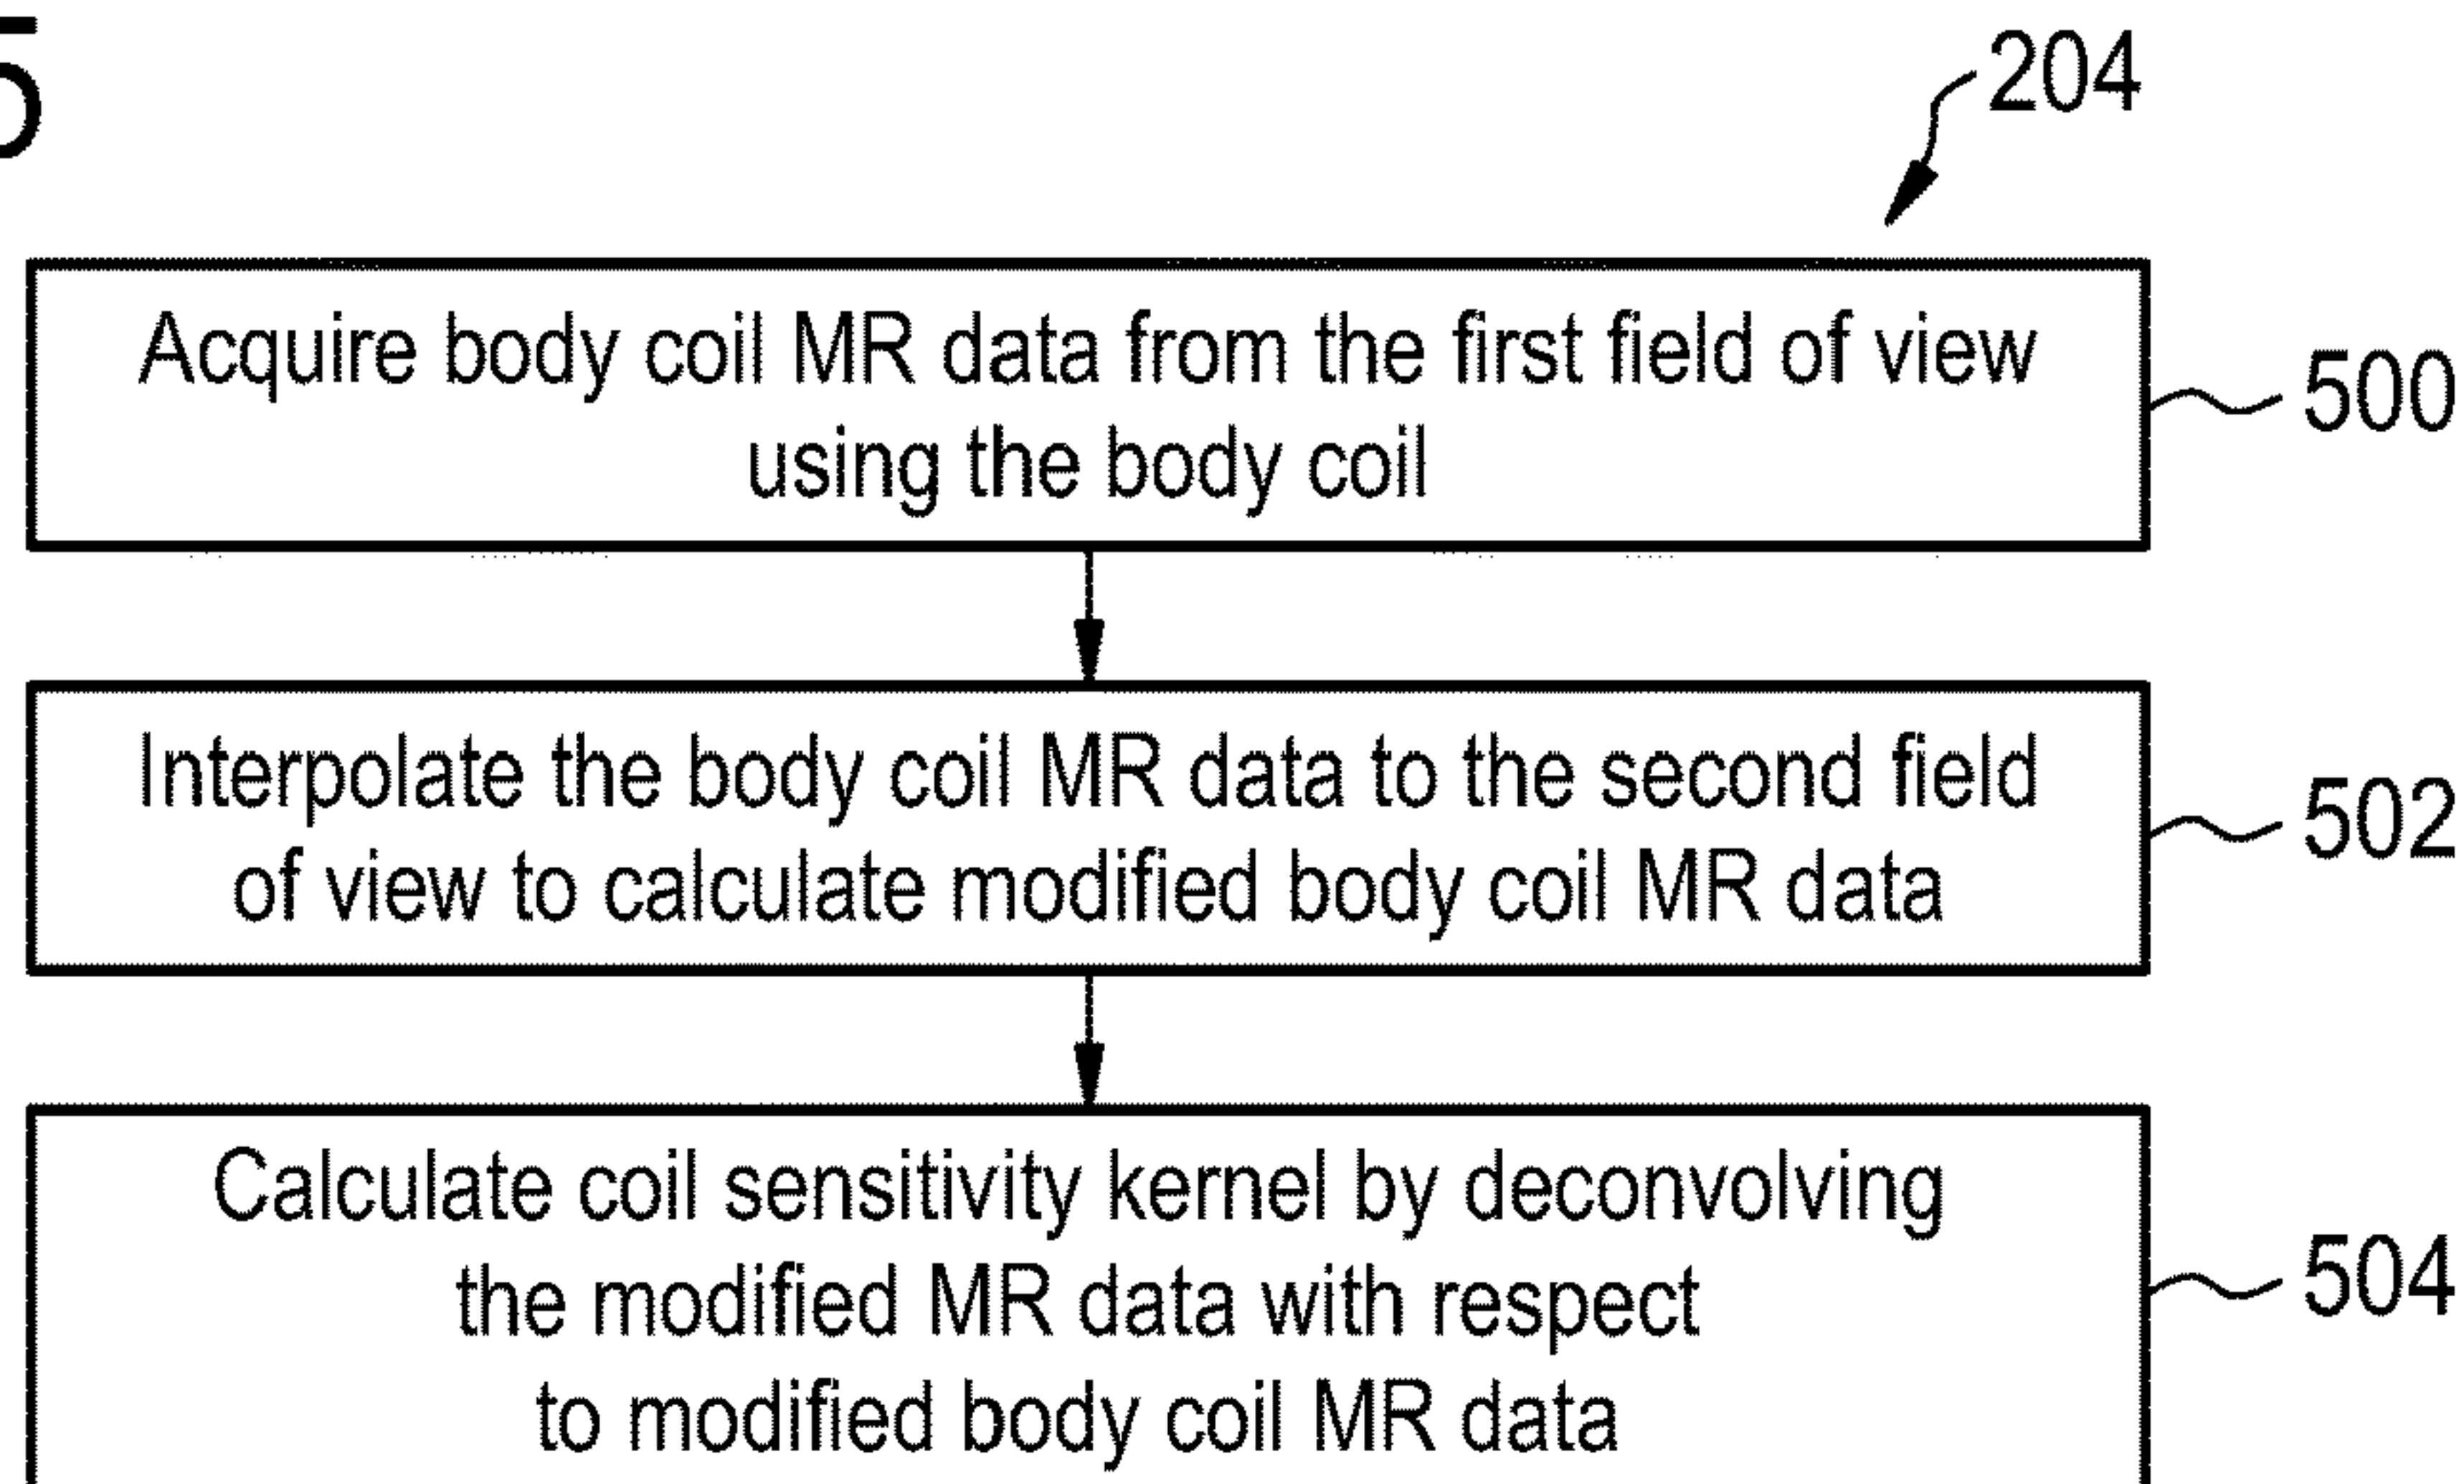 5
204
Acquire body coil MR data from the first field of view
using the body coil
500
Interpolate the body coil MR data to the second field
of view to calculate modified body coil MR data
502
Calculate coil sensitivity kernel by deconvolving
the modified MR data with respect
to modified body coil MR data
504